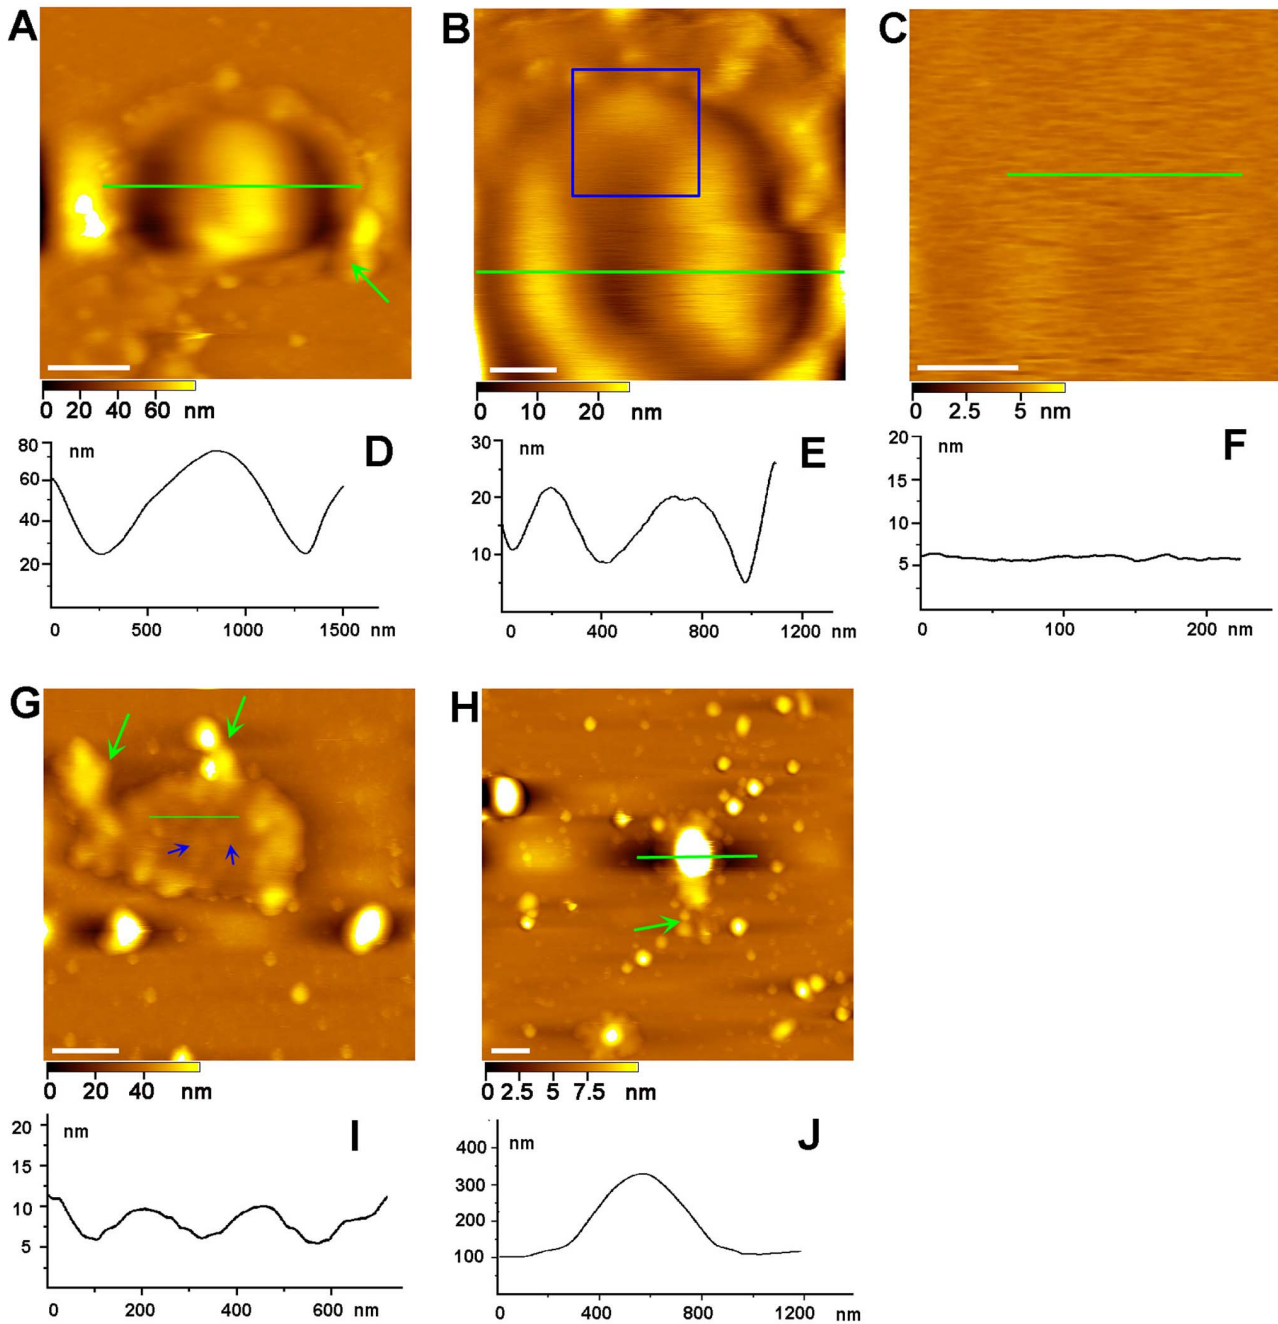 A B C
0 20 40 60 nm
0 10 20 nm
0 2.5 5 nm
D
nm
80
60
40
20
0 500 1000 1500 nm
E
nm
30
20
10
0 400 800 1200 nm
F
nm
20
15
10
5
0 100 200 nm
G H
0 20 40 nm
0 2.5 5 7.5 nm
I
nm
20
15
10
5
0 200 400 600 nm
J
nm
400
300
200
100
0 400 800 1200 nm